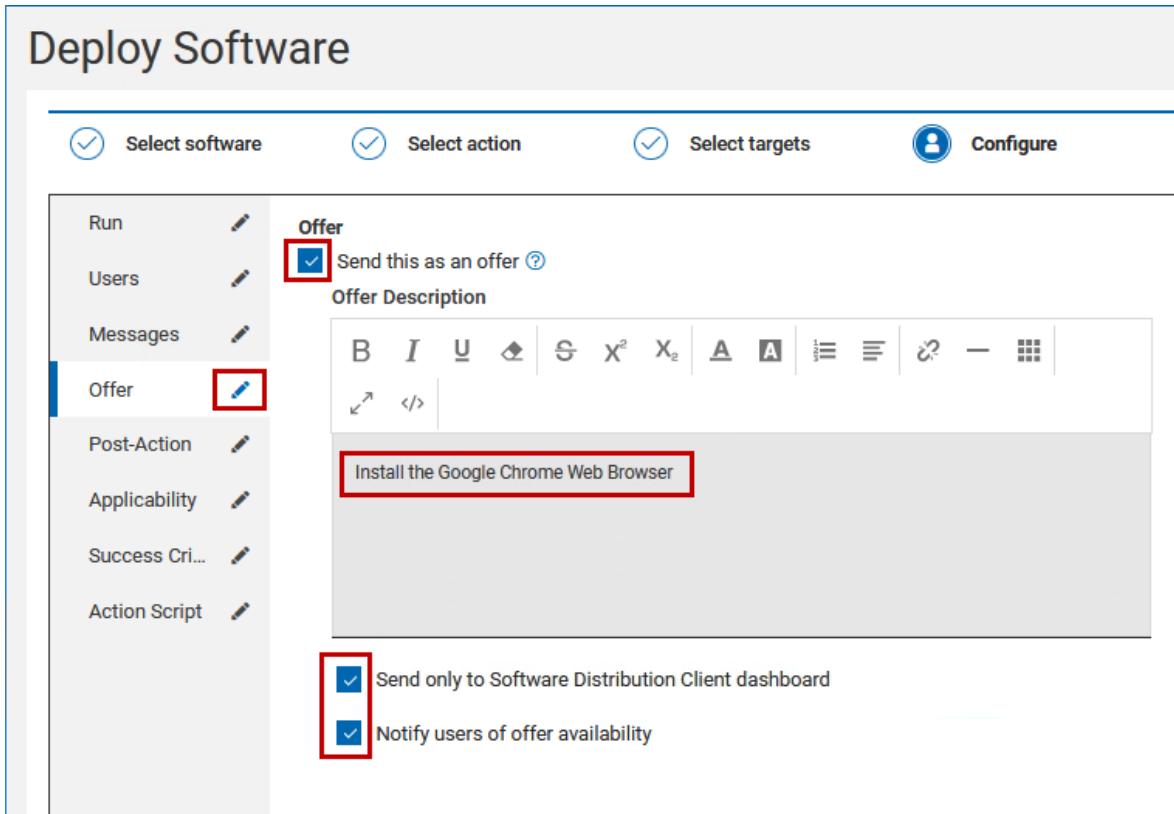 Deploy Software
Select software
Select action
Select targets
Configure
Run
Users
Messages
Offer
Post-Action
Applicability
Success Cri...
Action Script
Offer
Send this as an offer ?
Offer Description
B I U S X² X₂ A A
</>
Install the Google Chrome Web Browser
Send only to Software Distribution Client dashboard
Notify users of offer availability